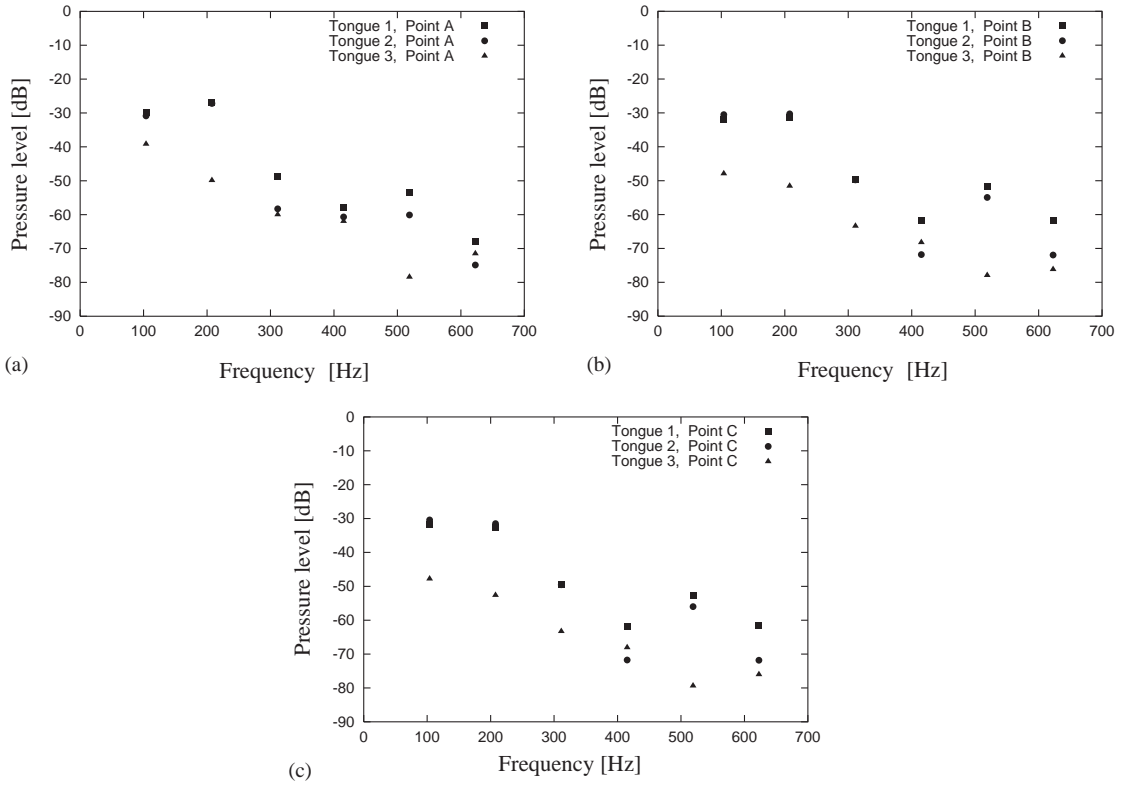 0
-10
-20
-30
-40
-50
-60
-70
-80
-90
0 100 200 300 400 500 600 700
Pressure level [dB]
Frequency [Hz]
Tongue 1, Point A
Tongue 2, Point A
Tongue 3, Point A
(a)
0
-10
-20
-30
-40
-50
-60
-70
-80
-90
0 100 200 300 400 500 600 700
Pressure level [dB]
Frequency [Hz]
Tongue 1, Point B
Tongue 2, Point B
Tongue 3, Point B
(b)
0
-10
-20
-30
-40
-50
-60
-70
-80
-90
0 100 200 300 400 500 600 700
Pressure level [dB]
Frequency [Hz]
Tongue 1, Point C
Tongue 2, Point C
Tongue 3, Point C
(c)